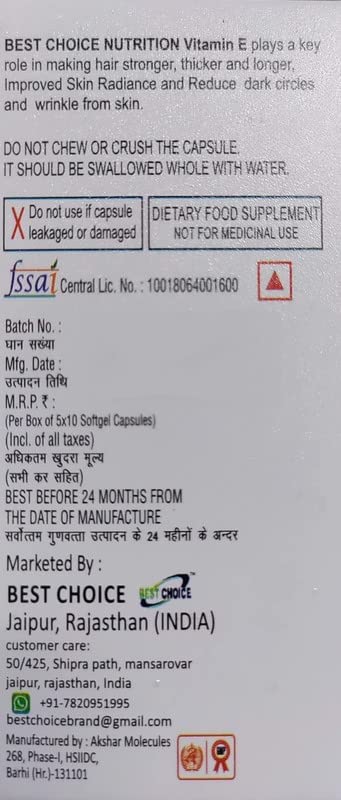 BEST CHOICE NUTRITION Vitamin E plays a key
role in making hair stronger, thicker and longer,
Improved Skin Radiance and Reduce dark circles
and wrinkle from skin.
DO NOT CHEW OR CRUSH THE CAPSULE.
IT SHOULD BE SWALLOWED WHOLE WITH WATER.
X Do not use if capsule
leakaged or damaged
DIETARY FOOD SUPPLEMENT
NOT FOR MEDICINAL USE
fssai Central Lic. No. : 10018064001600
Batch No. :
घान सख्या
Mfg. Date :
उत्पादन तिथि
M.R.P. ₹ :
(Per Box of 5x10 Softgel Capsules)
(Incl. of all taxes)
अधिकतम खुदरा मूल्य
(सभी कर सहित)
BEST BEFORE 24 MONTHS FROM
THE DATE OF MANUFACTURE
सर्वोत्तम गुणवत्ता उत्पादन के 24 महीनों के अन्दर
Marketed By :
BEST CHOICE BEST CHOICE ™
Jaipur, Rajasthan (INDIA)
customer care:
50/425, Shipra path, mansarovar
jaipur, rajasthan, India
+91-7820951995
bestchoicebrand@gmail.com
Manufactured by : Akshar Molecules
268, Phase-I, HSIIDC,
Barhi (Hr.)-131101